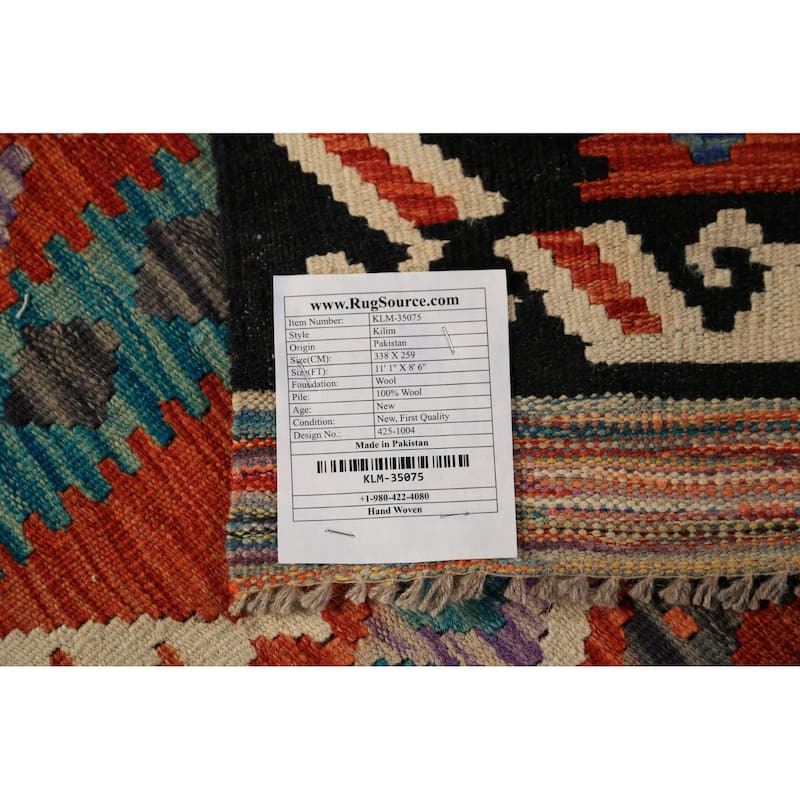 www.RugSource.com
Item Number: KLM-35075
Style Kilim
Origin Pakistan
Size(CM): 338 X 259
Size(FT): 11' 1" X 8' 6"
Foundation: Wool
Pile: 100% Wool
Age: New
Condition: New, First Quality
Design No.: 425-1004
Made in Pakistan
KLM-35075
+1-980-422-4080
Hand Woven